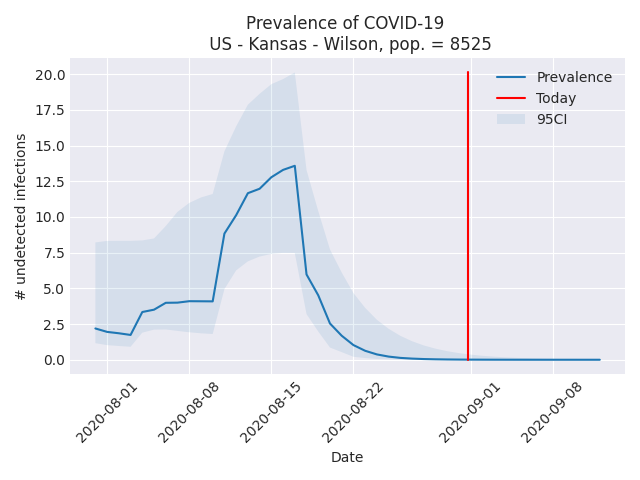 Prevalence of COVID-19
US - Kansas - Wilson, pop. = 8525
20.0
17.5
15.0
12.5
10.0
7.5
5.0
2.5
0.0
# undetected infections
Prevalence
Today
95CI
2020-08-01
2020-08-08
2020-08-15
2020-08-22
2020-09-01
2020-09-08
Date